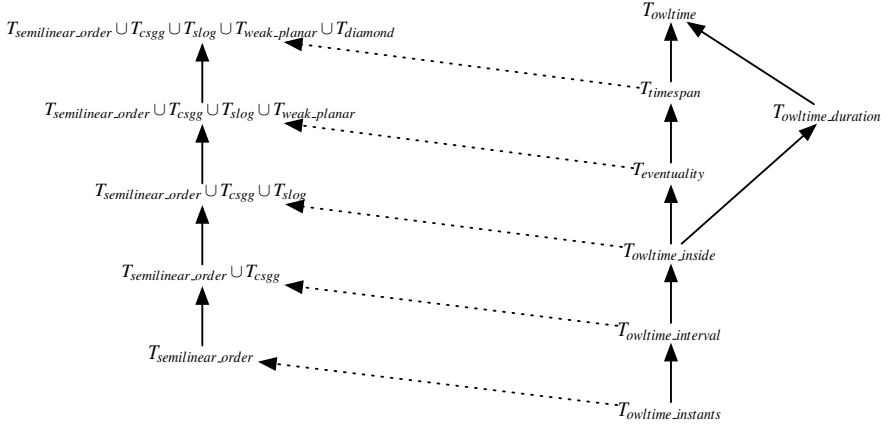 T_semilinear_order ∪ T_csgg ∪ T_slog ∪ T_weak_planar ∪ T_diamond
T_owltime
T_timespan
T_semilinear_order ∪ T_csgg ∪ T_slog ∪ T_weak_planar
T_owltime_duration
T_eventuality
T_semilinear_order ∪ T_csgg ∪ T_slog
T_owltime_inside
T_semilinear_order ∪ T_csgg
T_owltime_interval
T_semilinear_order
T_owltime_instants